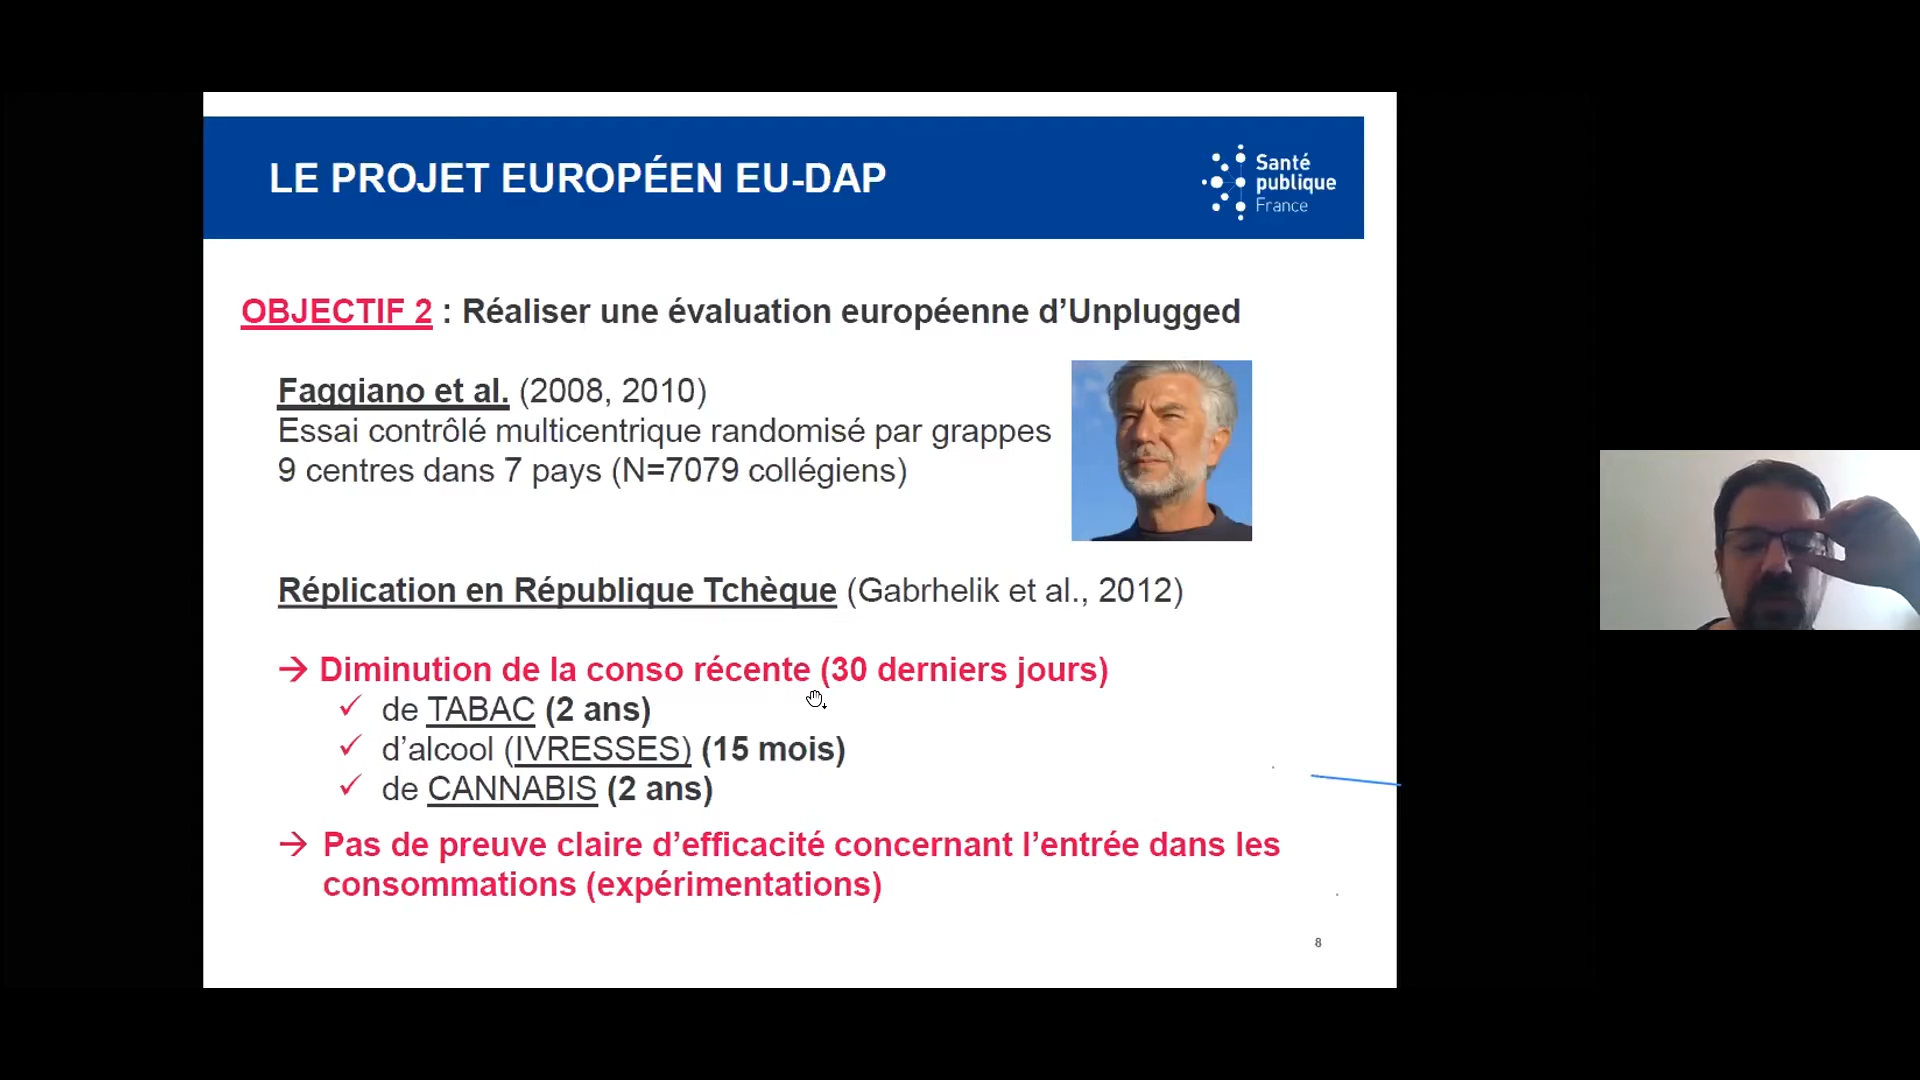 LE PROJET EUROPÉEN EU-DAP
Santé
publique
France
OBJECTIF 2 : Réaliser une évaluation européenne d’Unplugged
Faggiano et al. (2008, 2010)
Essai contrôlé multicentrique randomisé par grappes
9 centres dans 7 pays (N=7079 collégiens)
Réplication en République Tchèque (Gabrhelik et al., 2012)
→ Diminution de la conso récente (30 derniers jours)
✓ de TABAC (2 ans)
✓ d’alcool (IVRESSES) (15 mois)
✓ de CANNABIS (2 ans)
→ Pas de preuve claire d’efficacité concernant l’entrée dans les
consommations (expérimentations)
8